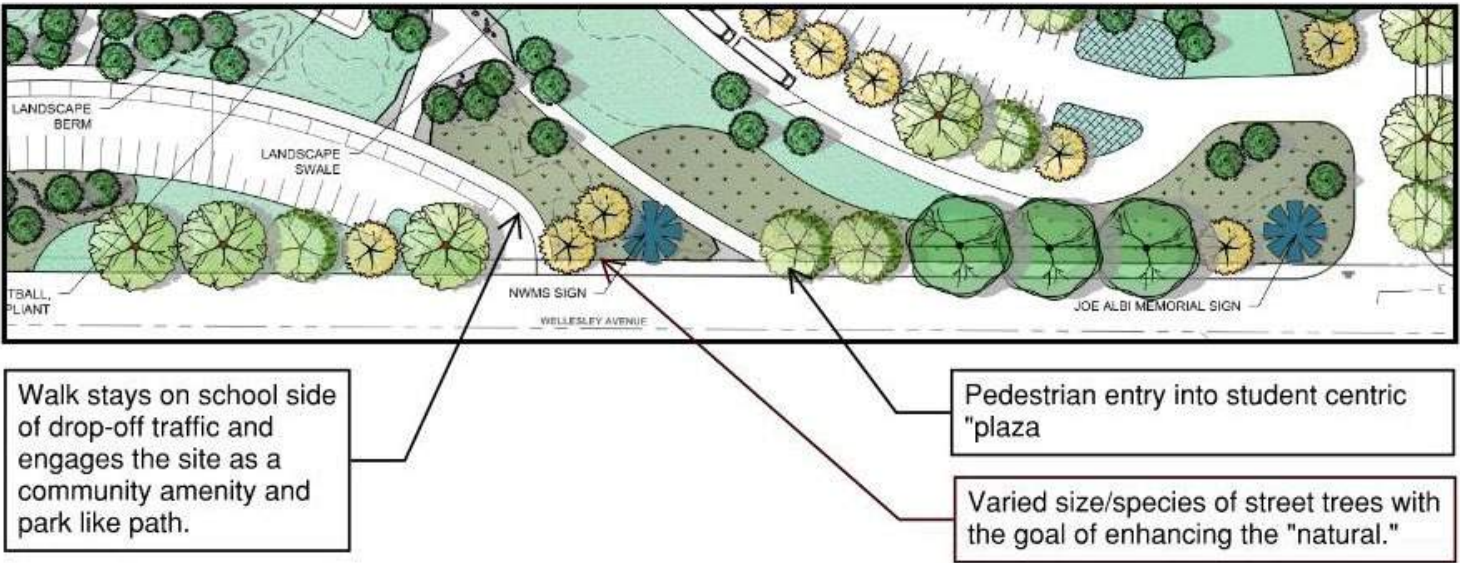 LANDSCAPE
BERM
LANDSCAPE
SWALE
TBALL,
PLIANT
NWMS SIGN
WELLESLEY AVENUE
JOE ALBI MEMORIAL SIGN
Walk stays on school side
of drop-off traffic and
engages the site as a
community amenity and
park like path.
Pedestrian entry into student centric
"plaza
Varied size/species of street trees with
the goal of enhancing the "natural."